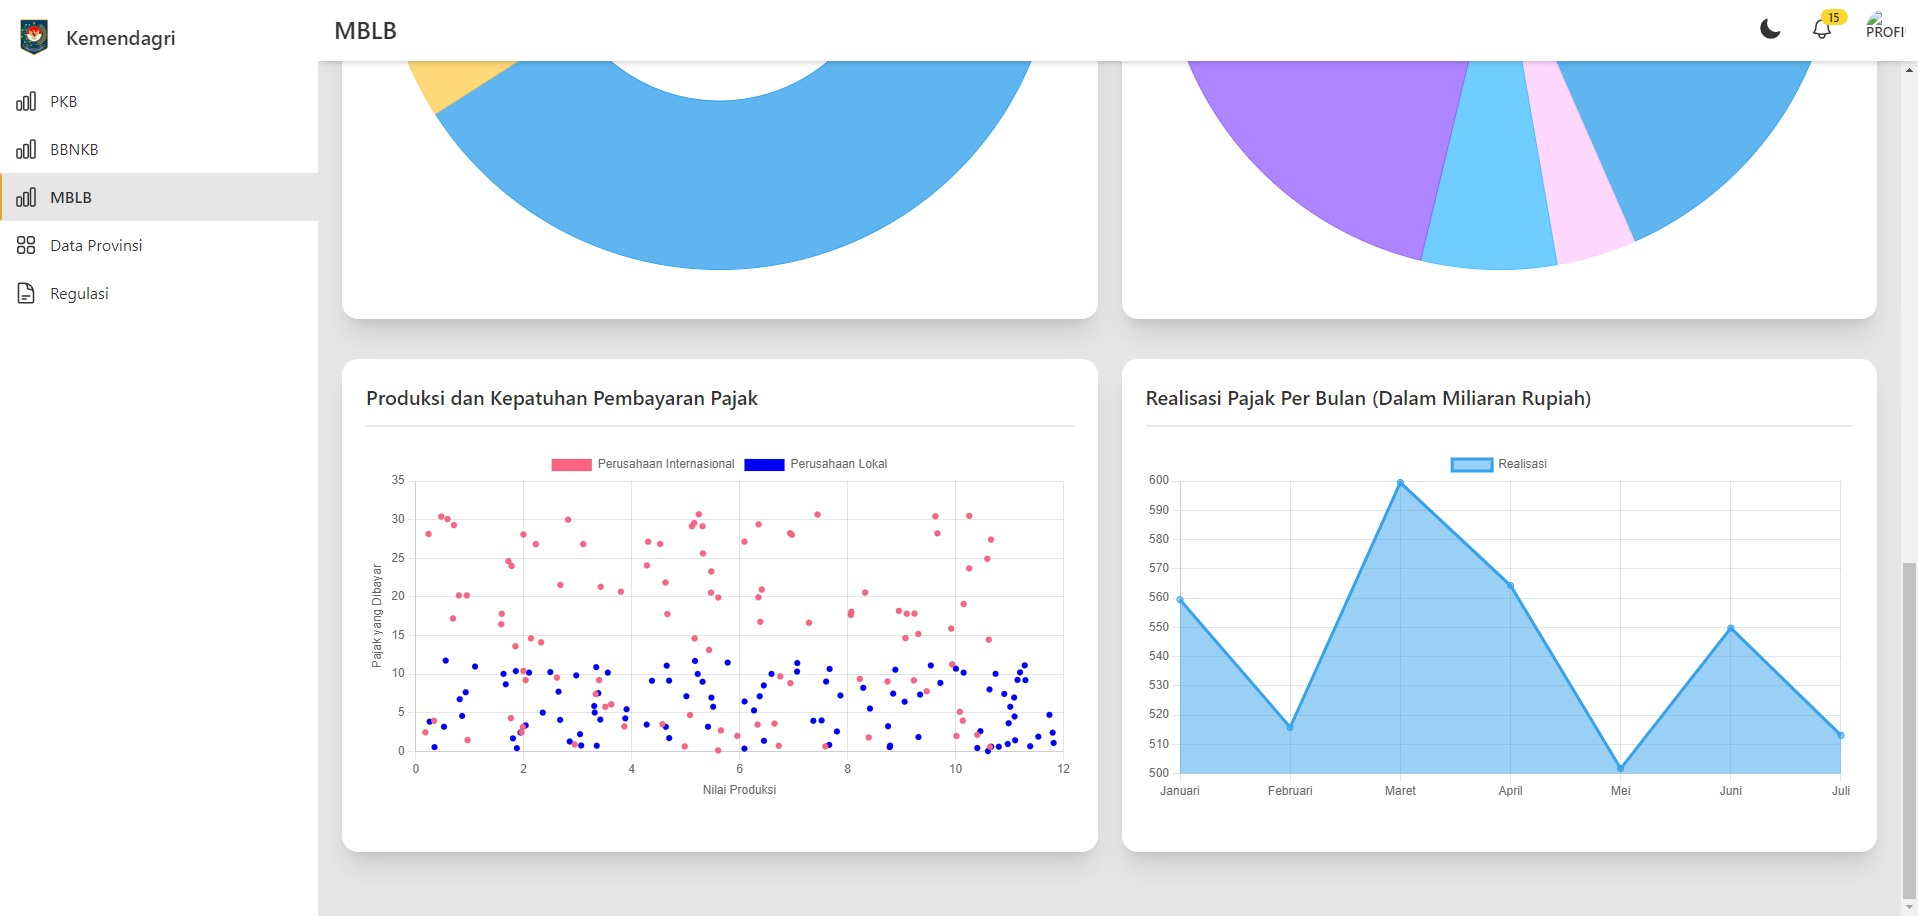 Kemendagri
MBLB
15
PROFI
PKB
BBNKB
MBLB
Data Provinsi
Regulasi
Produksi dan Kepatuhan Pembayaran Pajak
Perusahaan Internasional
Perusahaan Lokal
35
30
25
20
15
10
5
0
Pajak yang Dibayar
0 2 4 6 8 10 12
Nilai Produksi
Realisasi Pajak Per Bulan (Dalam Miliaran Rupiah)
Realisasi
600
590
580
570
560
550
540
530
520
510
500
Januari Februari Maret April Mei Juni Juli